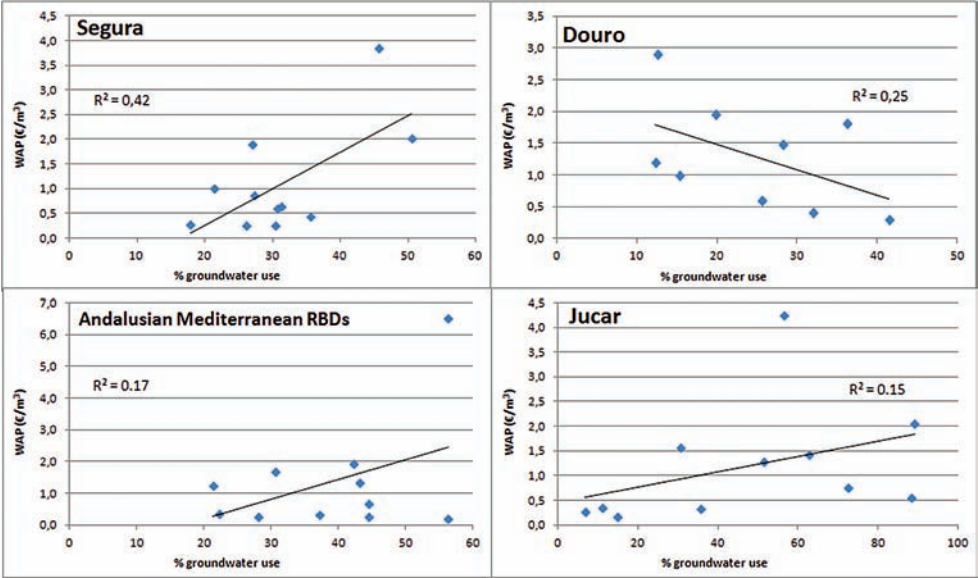 Segura
4,5
4,0
3,5
3,0
2,5
2,0
1,5
1,0
0,5
0,0
WAP (€/m³)
R² = 0,42
0 10 20 30 40 50 60
% groundwater use
Douro
3,5
3,0
2,5
2,0
1,5
1,0
0,5
0,0
WAP (€/m³)
R² = 0,25
0 10 20 30 40 50
% groundwater use
Andalusian Mediterranean RBDs
7,0
6,0
5,0
4,0
3,0
2,0
1,0
0,0
WAP (€/m³)
R² = 0.17
0 10 20 30 40 50 60
% groundwater use
Jucar
4,5
4,0
3,5
3,0
2,5
2,0
1,5
1,0
0,5
0,0
WAP (€/m³)
R² = 0.15
0 20 40 60 80 100
% groundwater use